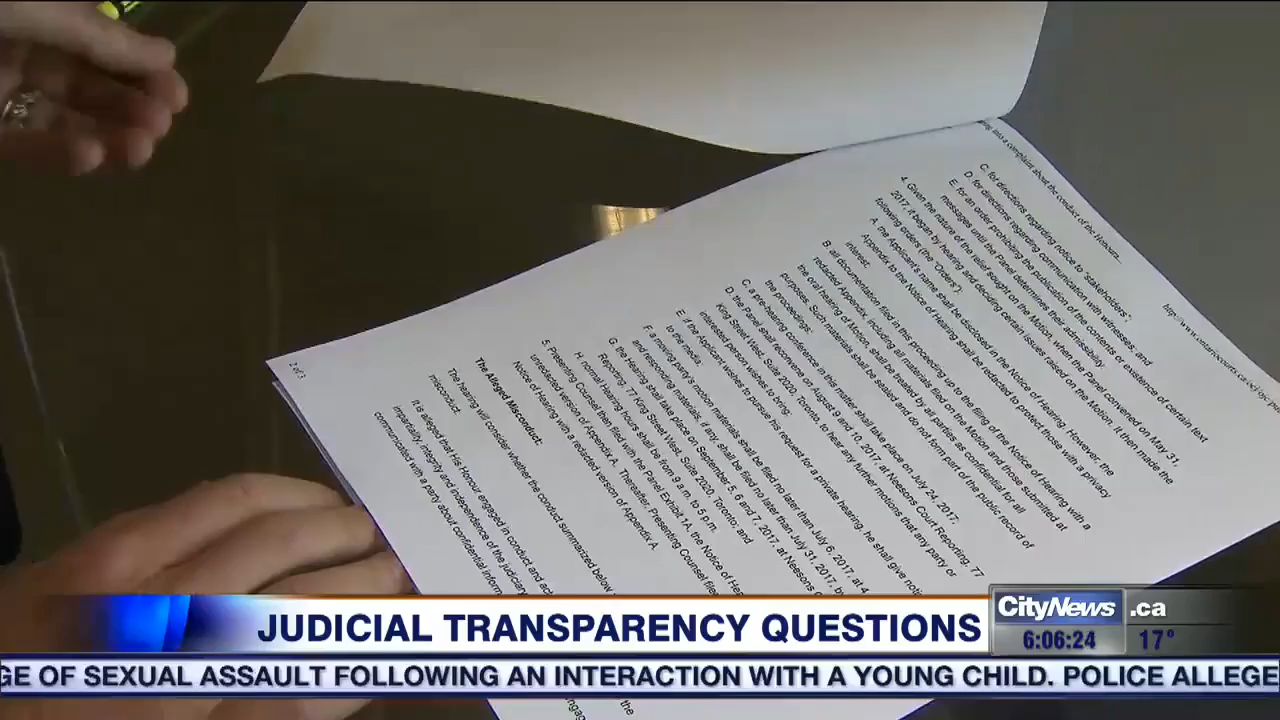 ng, into a complaint about the conduct of the Honoura..
http://www.ontariocourts.ca/ocj/ojc/p
C. for directions regarding notice to "stakeholders";
D. for directions regarding communication with witnesses; and
E. for an order prohibiting the publication of the contents or existence of certain text
messages until the Panel determines their admissibility.
4. Given the nature of the relief sought on the Motion, when the Panel convened on May 31,
2017, it began by hearing and deciding certain issues raised on the Motion. It then made the
following orders (the "Orders"):
A. the Applicant's name shall be disclosed in the Notice of Hearing. However, the
Appendix to the Notice of Hearing shall be redacted to protect those with a privacy
interest.
B. all documentation filed in this proceeding up to the filing of the Notice of Hearing with a
redacted Appendix, including all materials filed on the Motion and those submitted at
the oral hearing of Motion, shall be treated by all parties as confidential for all
purposes. Such materials shall be sealed and do not form part of the public record of
the proceedings;
C. a pre-hearing conference in this matter shall take place on July 24, 2017;
D. the Panel shall reconvene on August 9 and 10, 2017, at Neesons Court Reporting, 77
King Street West, Suite 2020, Toronto, to hear any further motions that any party or
interested person wishes to bring.
E. if the Applicant wishes to pursue his request for a private hearing, he shall give noti
to the media;
F. a moving party's motion materials shall be filed no later than July 6, 2017, at 4
and responding materials, if any, shall be filed no later than July 31, 2017, by
G. the hearing shall take place on September 5, 6 and 7, 2017, at Neesons C
Reporting, 77 King Street West, Suite 2020, Toronto; and
H. normal hearing hours shall be from 9 a.m. to 5 p.m.
5. Presenting Counsel then filed with the Panel Exhibit 1A, the Notice of Hea
unredacted version of Appendix A. Thereafter, Presenting Counsel file
Notice of Hearing with a redacted version of Appendix A.
The Alleged Misconduct:
The hearing will consider whether the conduct summarized below
misconduct.
It is alleged that His Honour engaged in conduct and act
impartiality, integrity and independence of the judiciary
communicated with a party about confidential inform
the
2 of 3
JUDICIAL TRANSPARENCY QUESTIONS
CityNews .ca
6:06:24 17°
GE OF SEXUAL ASSAULT FOLLOWING AN INTERACTION WITH A YOUNG CHILD. POLICE ALLEGE